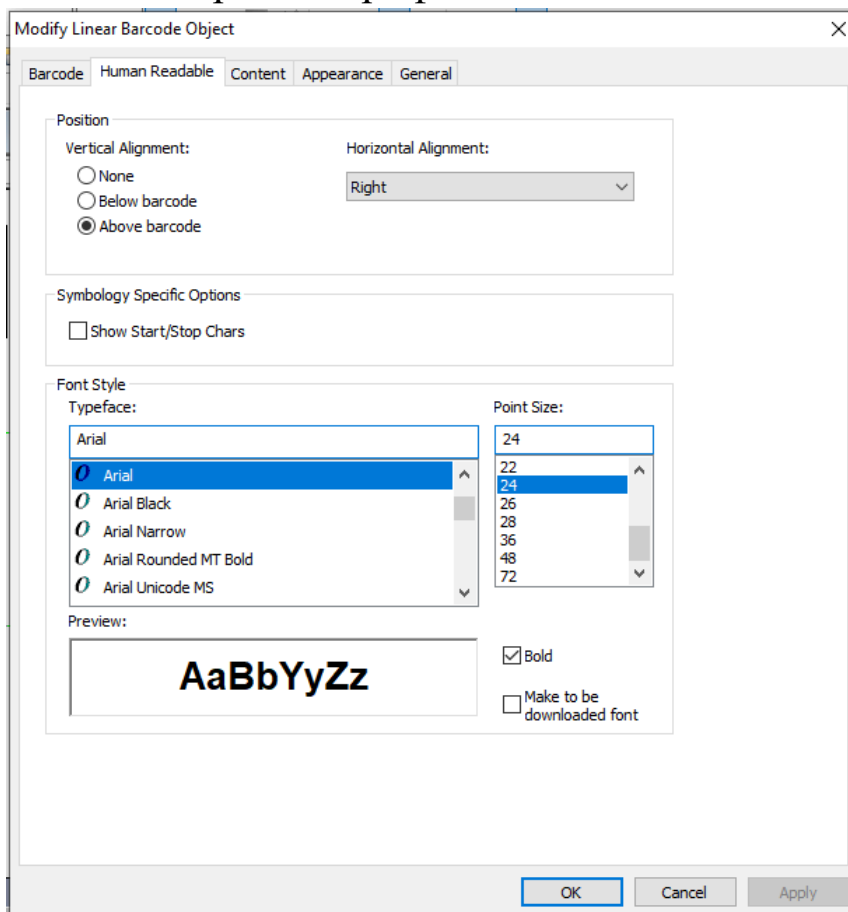 Modify Linear Barcode Object
Barcode Human Readable Content Appearance General
Position
Vertical Alignment: Horizontal Alignment:
None
Right
Below barcode
Above barcode
Symbology Specific Options
Show Start/Stop Chars
Font Style
Typeface: Point Size:
Arial 24
Arial
Arial Black
Arial Narrow
Arial Rounded MT Bold
Arial Unicode MS
22
24
26
28
36
48
72
Preview:
AaBbYyZz
Bold
Make to be
downloaded font
OK Cancel Apply